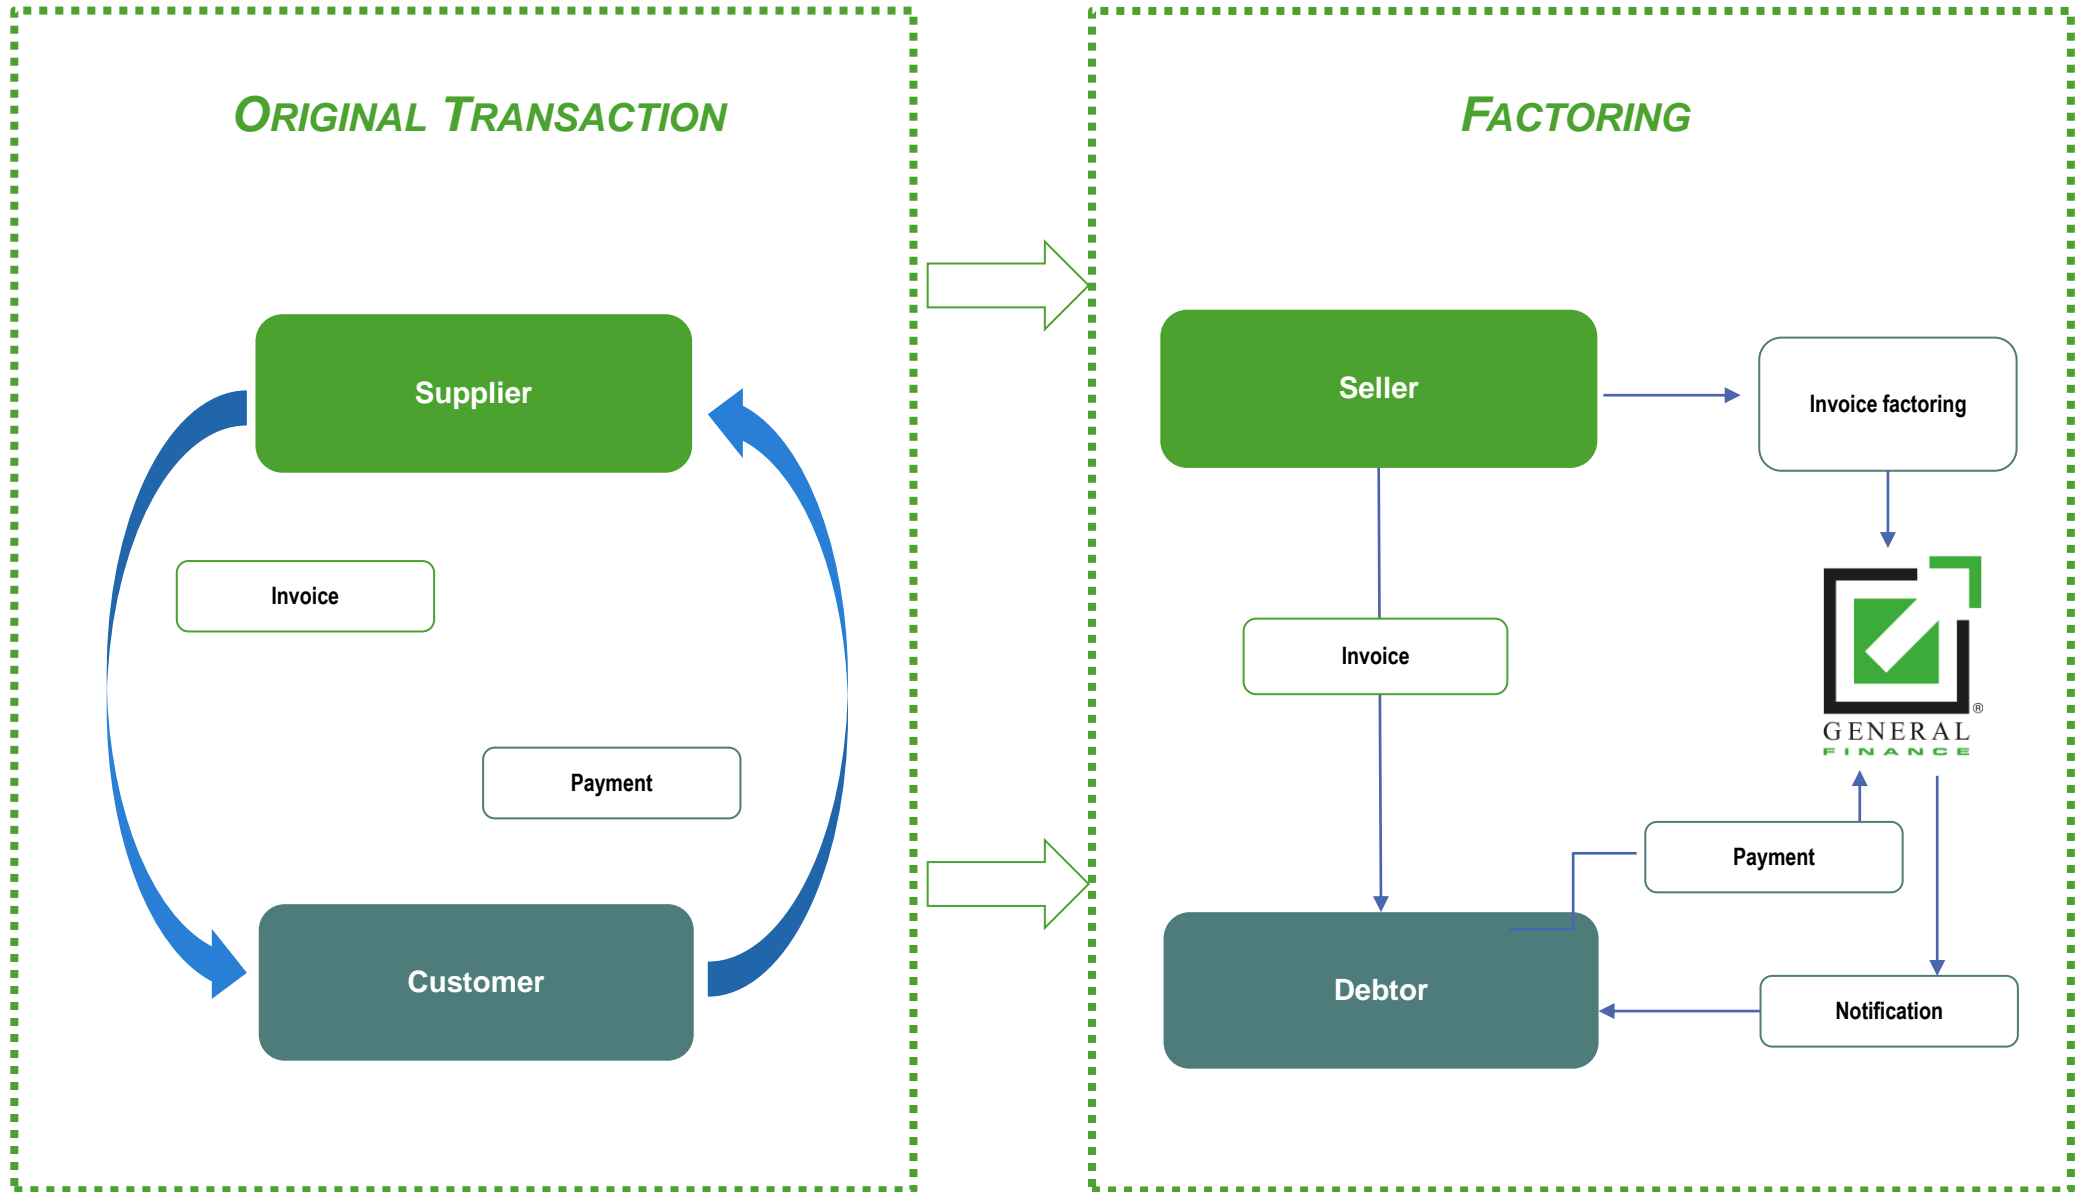 ORIGINAL TRANSACTION
Supplier
Invoice
Payment
Customer
FACTORING
Seller
Invoice factoring
Invoice
GENERAL
FINANCE
®
Payment
Debtor
Notification